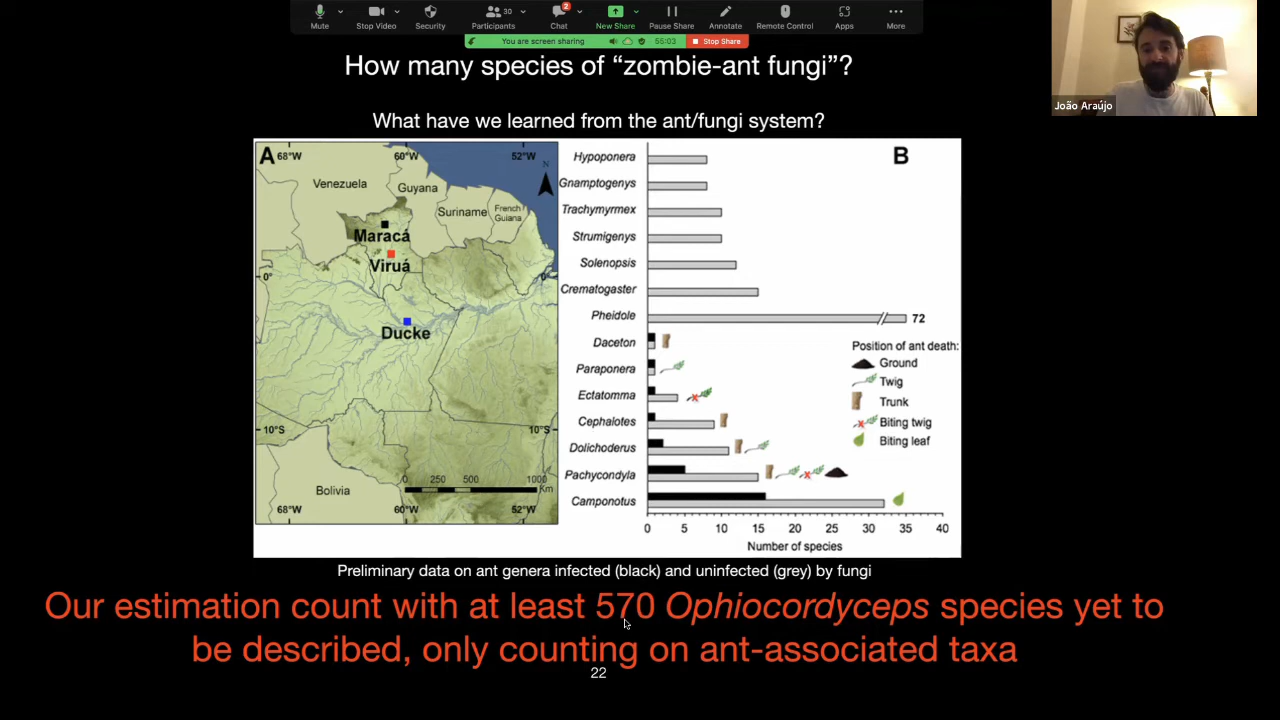 Mute
Stop Video
Security
30
Participants
2
Chat
New Share
Pause Share
Annotate
Remote Control
Apps
More
You are screen sharing
55:03
Stop Share
João Araújo
How many species of “zombie-ant fungi”?
What have we learned from the ant/fungi system?
A
68°W
60°W
52°W
N
Venezuela
Guyana
Suriname
French
Guiana
Maracá
Viruá
0°
0°
Ducke
10°S
10°S
Bolivia
0 250 500 1000
Km
68°W
60°W
52°W
B
Hypoponera
Gnamptogenys
Trachymyrmex
Strumigenys
Solenopsis
Crematogaster
Pheidole
72
Daceton
Paraponera
Ectatomma
Cephalotes
Dolichoderus
Pachycondyla
Camponotus
Position of ant death:
Ground
Twig
Trunk
Biting twig
Biting leaf
0 5 10 15 20 25 30 35 40
Number of species
Preliminary data on ant genera infected (black) and uninfected (grey) by fungi
Our estimation count with at least 570 Ophiocordyceps species yet to
be described, only counting on ant-associated taxa
22